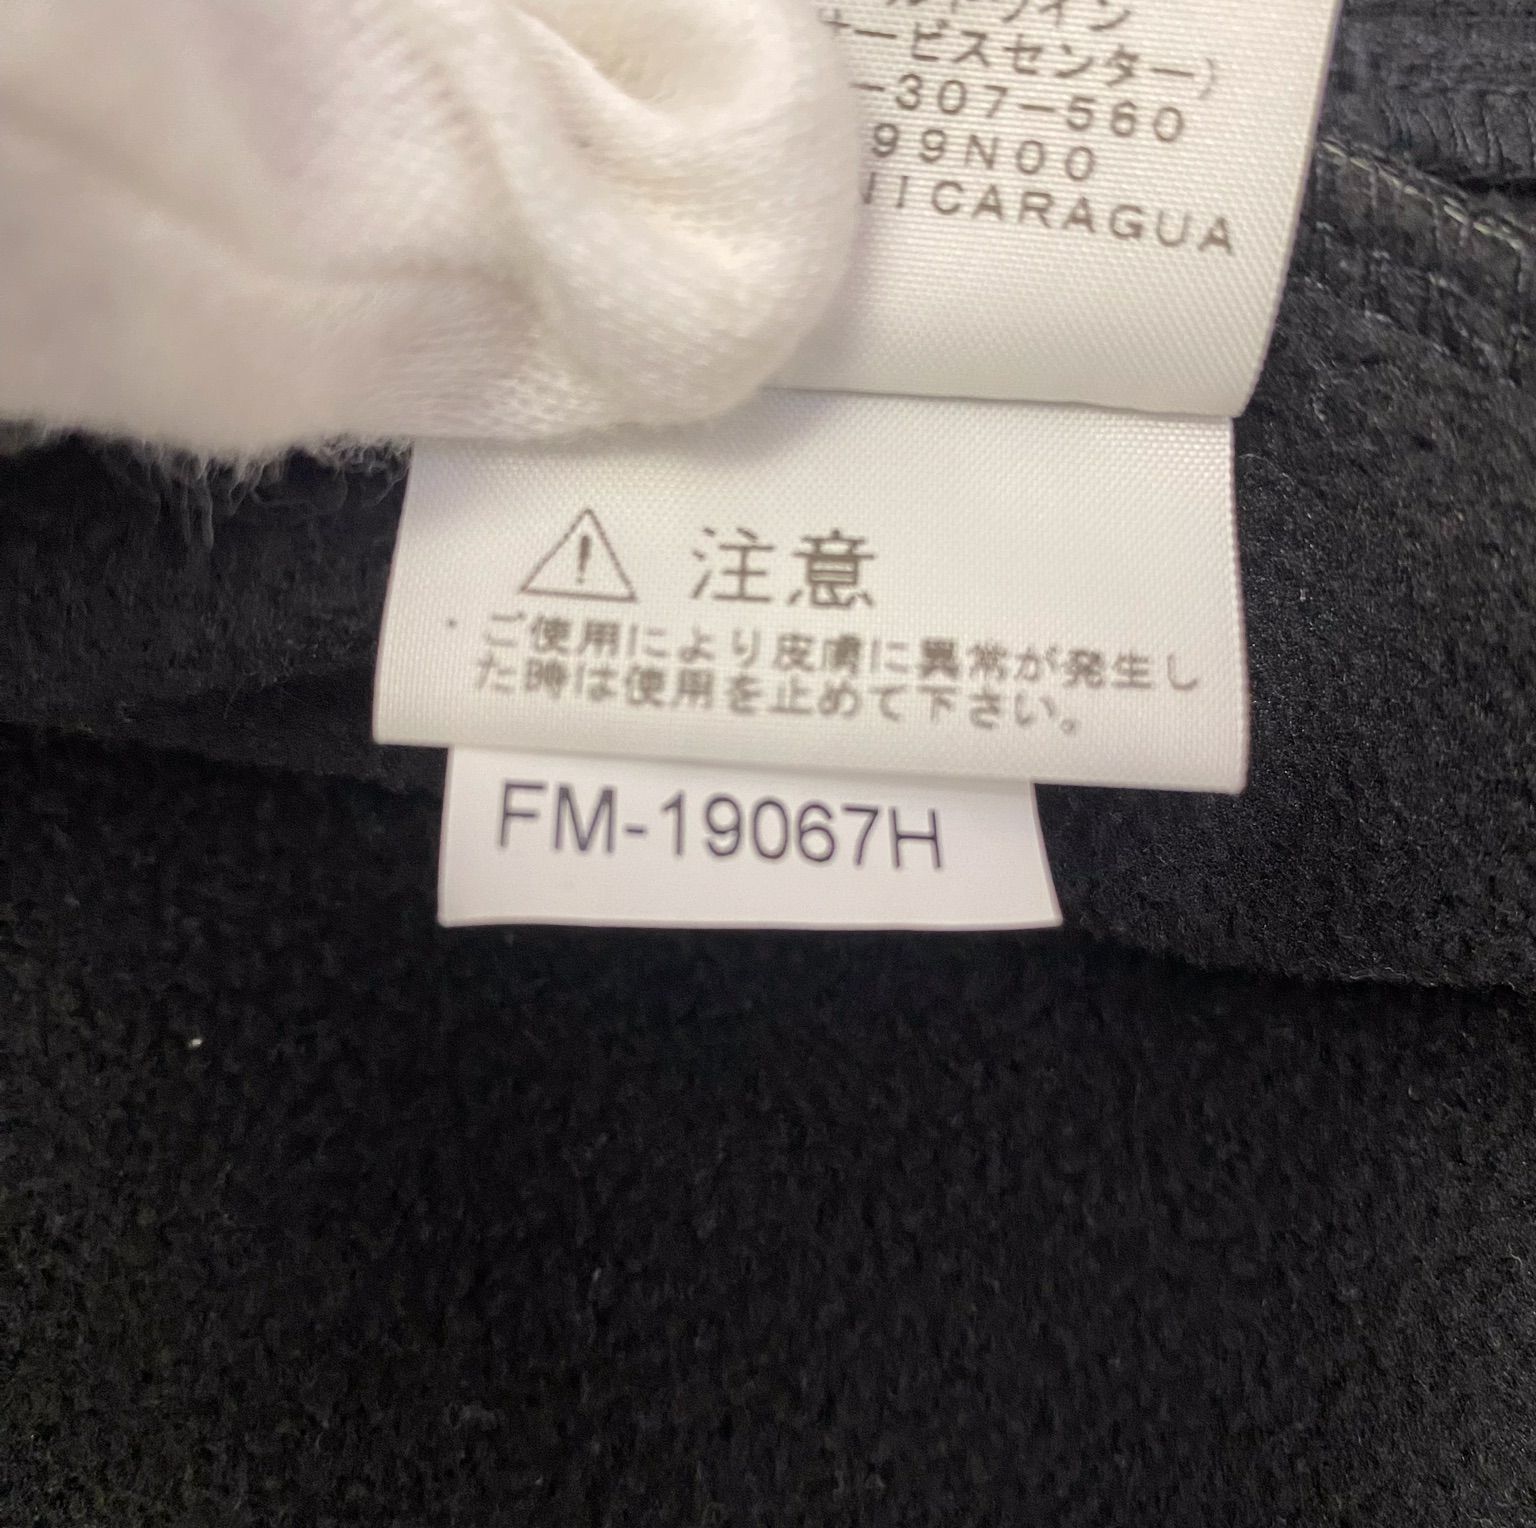 ービスセンター)
-307-560
99N00
NICARAGUA
注意
・ご使用により皮膚に異常が発生し
た時は使用を止めて下さい。
FM-19067H